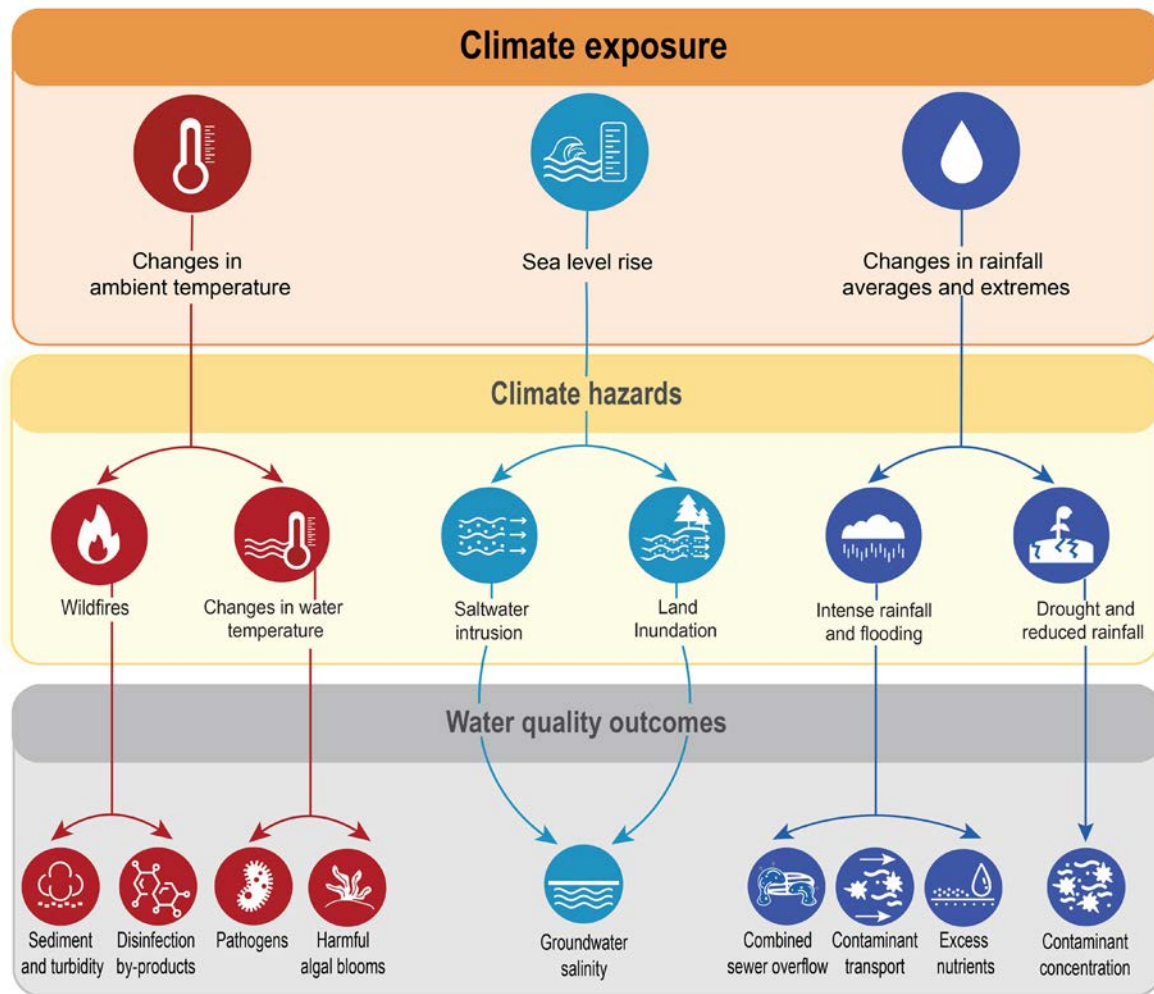 Climate exposure
Changes in
ambient temperature
Sea level rise
Changes in rainfall
averages and extremes
Climate hazards
Wildfires
Changes in water
temperature
Saltwater
intrusion
Land
Inundation
Intense rainfall
and flooding
Drought and
reduced rainfall
Water quality outcomes
Sediment
and turbidity
Disinfection
by-products
Pathogens
Harmful
algal blooms
Groundwater
salinity
Combined
sewer overflow
Contaminant
transport
Excess
nutrients
Contaminant
concentration